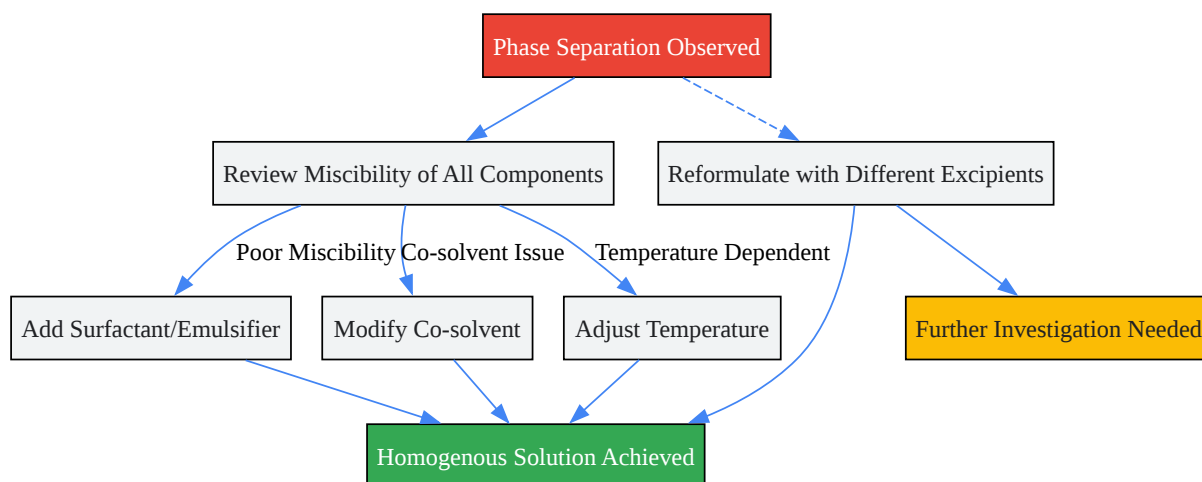 Phase Separation Observed
Review Miscibility of All Components
Reformulate with Different Excipients
Poor Miscibility
Co-solvent Issue
Temperature Dependent
Add Surfactant/Emulsifier
Modify Co-solvent
Adjust Temperature
Further Investigation Needed
Homogenous Solution Achieved